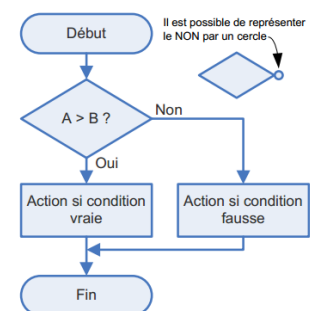 Début
Il est possible de représenter
le NON par un cercle
A > B ?
Non
Oui
Action si condition
vraie
Action si condition
fausse
Fin